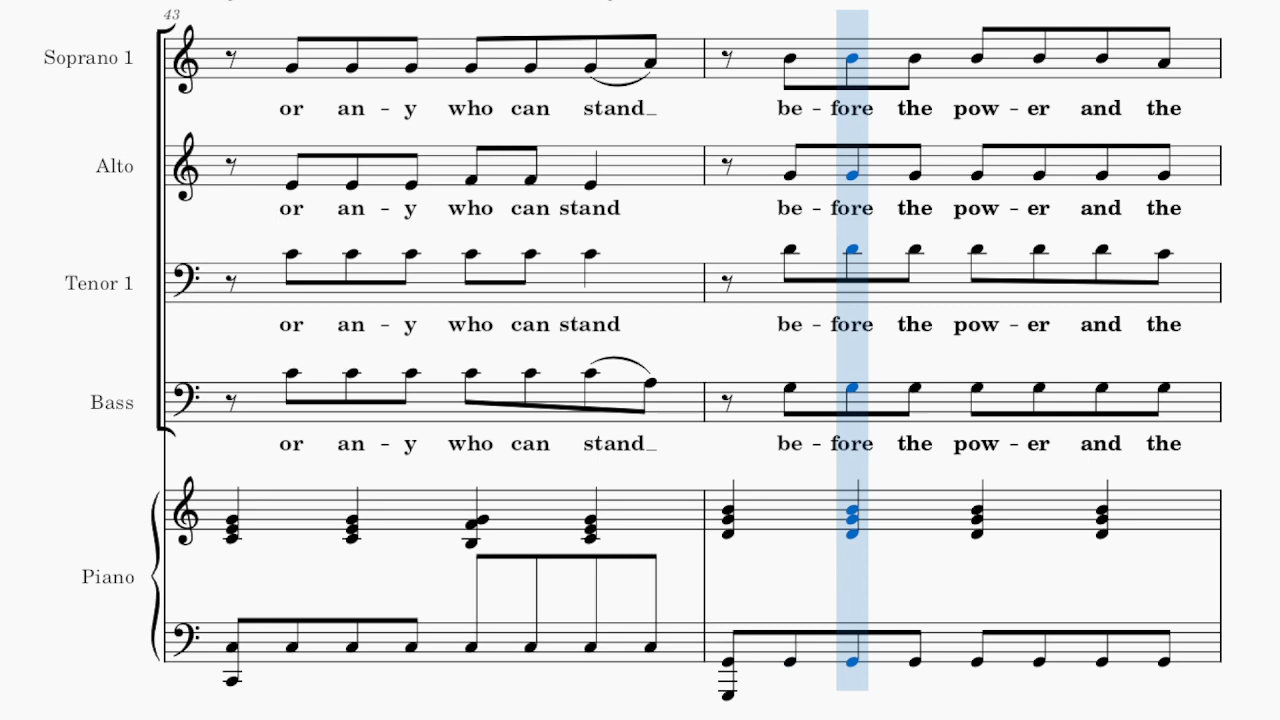 43
Soprano 1
or an - y who can stand_ be - fore the pow - er and the
Alto
or an - y who can stand be - fore the pow - er and the
Tenor 1
or an - y who can stand be - fore the pow - er and the
Bass
or an - y who can stand_ be - fore the pow - er and the
Piano